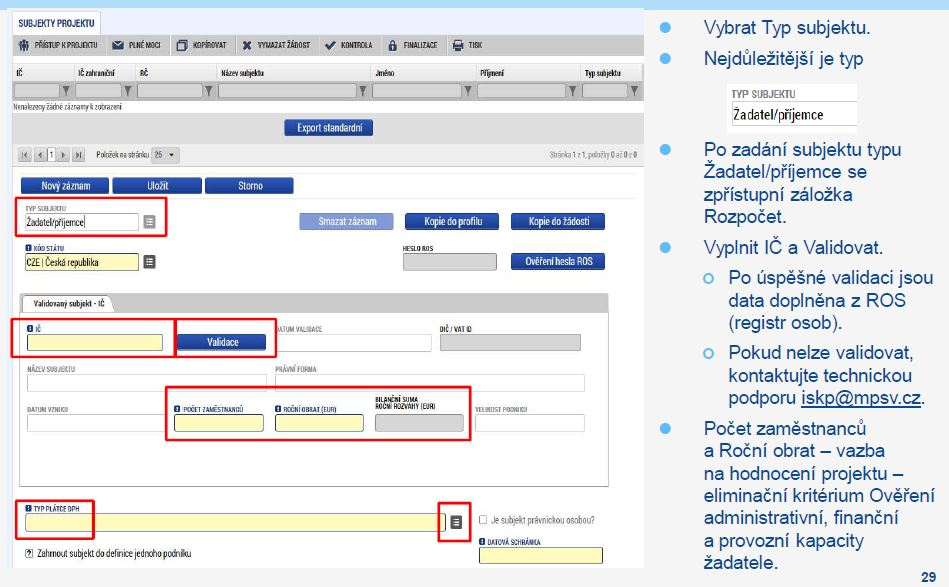 SUBJEKTY PROJEKTU
PŘÍSTUP K PROJEKTU PLNÉ MOCI KOPÍROVAT VYMAZAT ŽÁDOST KONTROLA FINALIZACE TISK
IČ IČ zahraniční RČ Název subjektu Jméno Příjmení Typ subjektu
Nenalezeny žádné záznamy k zobrazení
Export standardní
1 Položek na stránku 25 Stránka 1 z 1, položky 0 až 0 z 0
Nový záznam Uložit Storno
TYP SUBJEKTU
Žadatel/příjemce Smazat záznam Kopie do profilu Kopie do žádosti
KÓD STÁTU HESLO ROS
CZE | Česká republika Ověření hesla ROS
Validovaný subjekt - IČ
IČ DATUM VALIDACE DIČ / VAT ID
Validace
NÁZEV SUBJEKTU PRÁVNÍ FORMA
DATUM VZNIKU POČET ZAMĚSTNANCŮ ROČNÍ OBRAT (EUR) BILANČNÍ SUMA
ROČNÍ ROZVAHY (EUR) VELIKOST PODNIKU
TYP PLÁTCE DPH
Je subjekt právnickou osobou?
DATOVÁ SCHRÁNKA
Zahrnout subjekt do definice jednoho podniku
Vybrat Typ subjektu.
Nejdůležitější je typ
TYP SUBJEKTU
Žadatel/příjemce
Po zadání subjektu typu
Žadatel/příjemce se
zpřístupní záložka
Rozpočet.
Vyplnit IČ a Validovat.
Po úspěšné validaci jsou
data doplněna z ROS
(registr osob).
Pokud nelze validovat,
kontaktujte technickou
podporu iskp@mpsv.cz.
Počet zaměstnanců
a Roční obrat – vazba
na hodnocení projektu –
eliminační kritérium Ověření
administrativní, finanční
a provozní kapacity
žadatele.
29